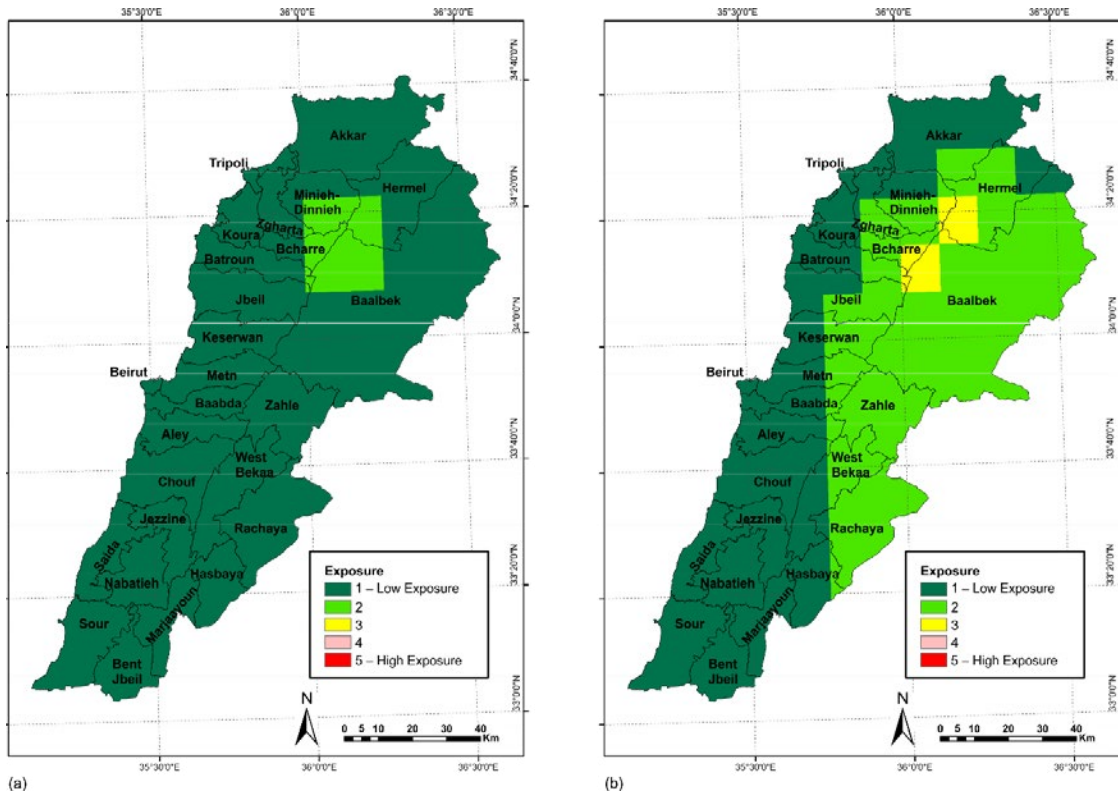 35°30'0"E
36°0'0"E
36°30'0"E
34°40'0"N
34°20'0"N
34°0'0"N
33°40'0"N
33°20'0"N
33°0'0"N
Akkar
Tripoli
Hermel
Minieh-
Dinnieh
Zgharta
Koura
Bcharre
Batroun
Jbeil
Baalbek
Keserwan
Metn
Beirut
Baabda
Zahle
Aley
West
Bekaa
Chouf
Jezzine
Rachaya
Saida
Hasbaya
Nabatieh
Marjaayoun
Sour
Bent
Jbeil
Exposure
1 – Low Exposure
2
3
4
5 – High Exposure
N
0 5 10 20 30 40
Km
35°30'0"E
36°0'0"E
36°30'0"E
(a)
35°30'0"E
36°0'0"E
36°30'0"E
34°40'0"N
34°20'0"N
34°0'0"N
33°40'0"N
33°20'0"N
33°0'0"N
Akkar
Tripoli
Hermel
Minieh-
Dinnieh
Zgharta
Koura
Bcharre
Batroun
Jbeil
Baalbek
Keserwan
Metn
Beirut
Baabda
Zahle
Aley
West
Bekaa
Chouf
Jezzine
Rachaya
Saida
Hasbaya
Nabatieh
Marjaayoun
Sour
Bent
Jbeil
Exposure
1 – Low Exposure
2
3
4
5 – High Exposure
N
0 5 10 20 30 40
Km
35°30'0"E
36°0'0"E
36°30'0"E
(b)